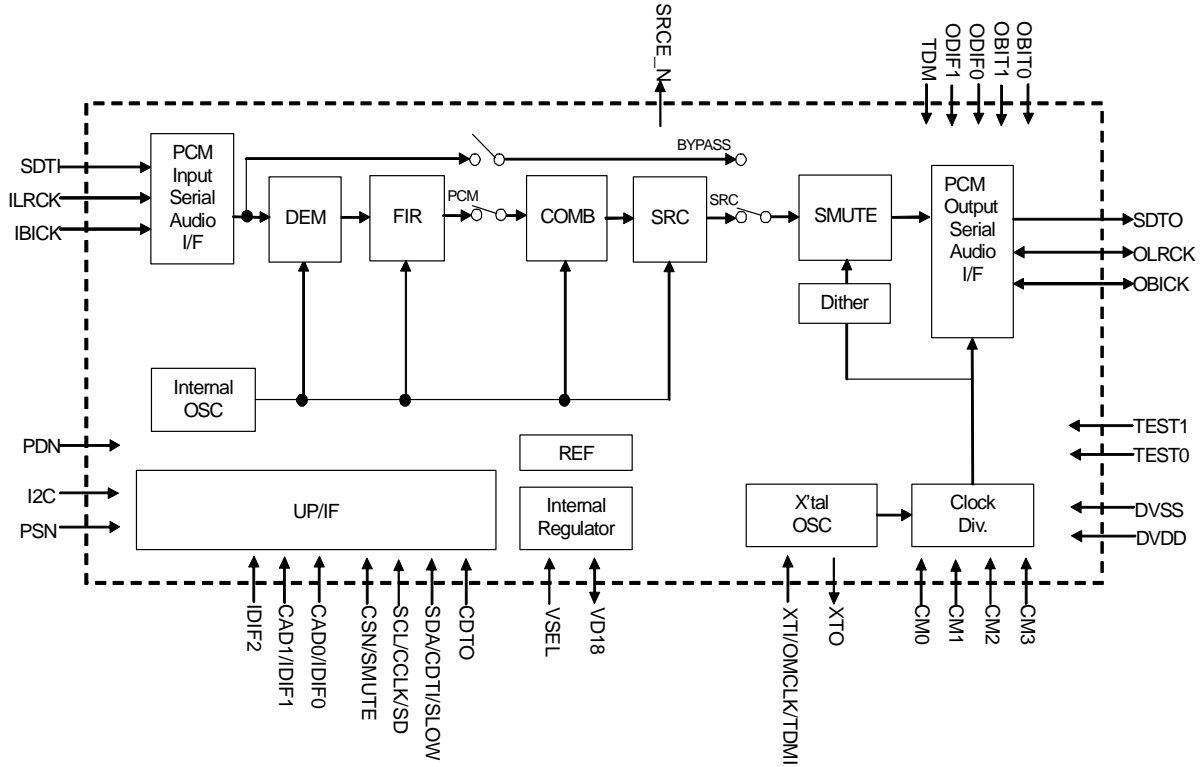 SRCE_N
TDM
ODIF1
ODIF0
OBIT1
OBIT0
SDTI
ILRCK
IBICK
PCM
Input
Serial
Audio
I/F
BYPASS
DEM
FIR
PCM
COMB
SRC
SRC
SMUTE
Dither
PCM
Output
Serial
Audio
I/F
SDTO
OLRCK
OBICK
Internal
OSC
PDN
I2C
PSN
UP/IF
REF
Internal
Regulator
X'tal
OSC
Clock
Div.
TEST1
TEST0
DVSS
DVDD
IDIF2
CAD1/IDIF1
CAD0/IDIF0
CSN/SMUTE
SCL/CCLK/SD
SDA/CDTI/SLOW
CDTO
VSEL
VD18
XTI/OMCLK/TDMI
XTO
CM0
CM1
CM2
CM3